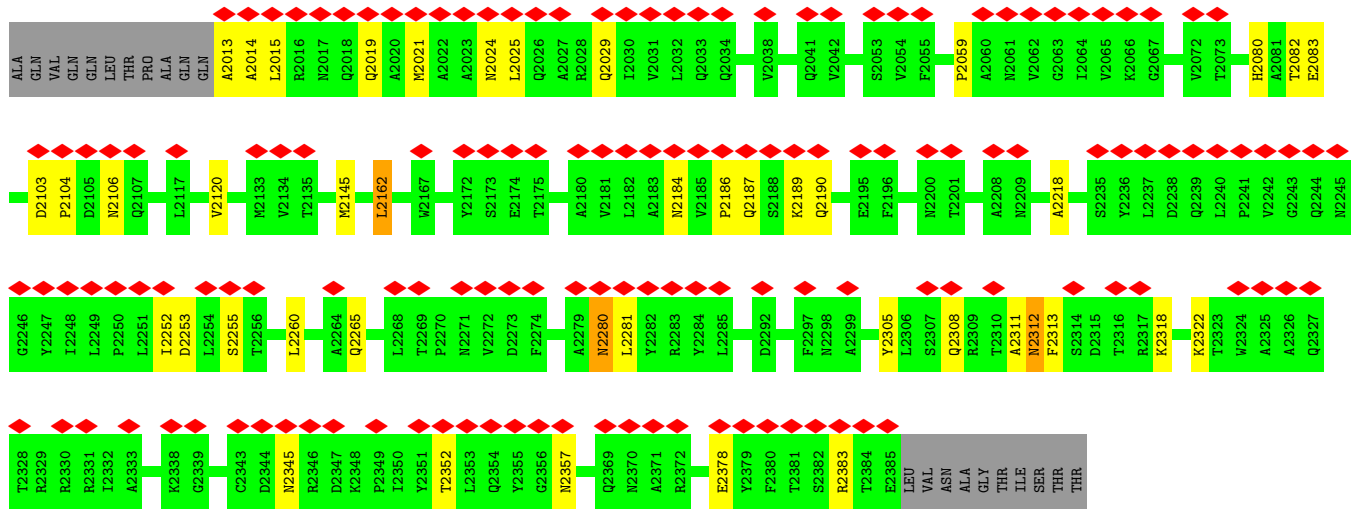 ALA GLN VAL GLN GLN LEU THR PRO ALA GLN GLN A2013 A2014 L2015 R2016 N2017 Q2018 Q2019 A2020 M2021 A2022 A2023 N2024 L2025 Q2026 A2027 R2028 Q2029 I2030 V2031 L2032 Q2033 Q2034 V2038 Q2041 V2042 S2053 V2054 F2055 P2059 A2060 N2061 V2062 G2063 I2064 V2065 K2066 G2067 V2072 T2073 H2080 A2081 T2082 E2083
D2103 P2104 D2105 N2106 Q2107 L2117 V2120 M2133 V2134 T2135 M2145 L2162 W2167 Y2172 S2173 E2174 T2175 A2180 V2181 L2182 A2183 N2184 V2185 P2186 Q2187 S2188 K2189 Q2190 E2195 F2196 N2200 T2201 A2208 N2209 A2218 S2235 Y2236 L2237 D2238 Q2239 L2240 P2241 V2242 G2243 Q2244 N2245
G2246 Y2247 I2248 L2249 P2250 L2251 I2252 D2253 L2254 S2255 T2256 L2260 A2264 Q2265 L2268 T2269 P2270 N2271 V2272 D2273 F2274 A2279 N2280 L2281 Y2282 R2283 Y2284 L2285 D2292 F2297 N2298 A2299 Y2305 L2306 S2307 Q2308 R2309 T2310 A2311 N2312 F2313 S2314 D2315 T2316 R2317 K2318 K2322 T2323 W2324 A2325 A2326 Q2327
T2328 R2329 R2330 R2331 I2332 A2333 K2338 G2339 C2343 D2344 N2345 R2346 D2347 K2348 P2349 I2350 Y2351 T2352 L2353 Q2354 Y2355 G2356 N2357 Q2369 N2370 A2371 R2372 E2378 Y2379 F2380 T2381 S2382 R2383 T2384 E2385 LEU VAL ASN ALA GLY THR ILE SER THR THR